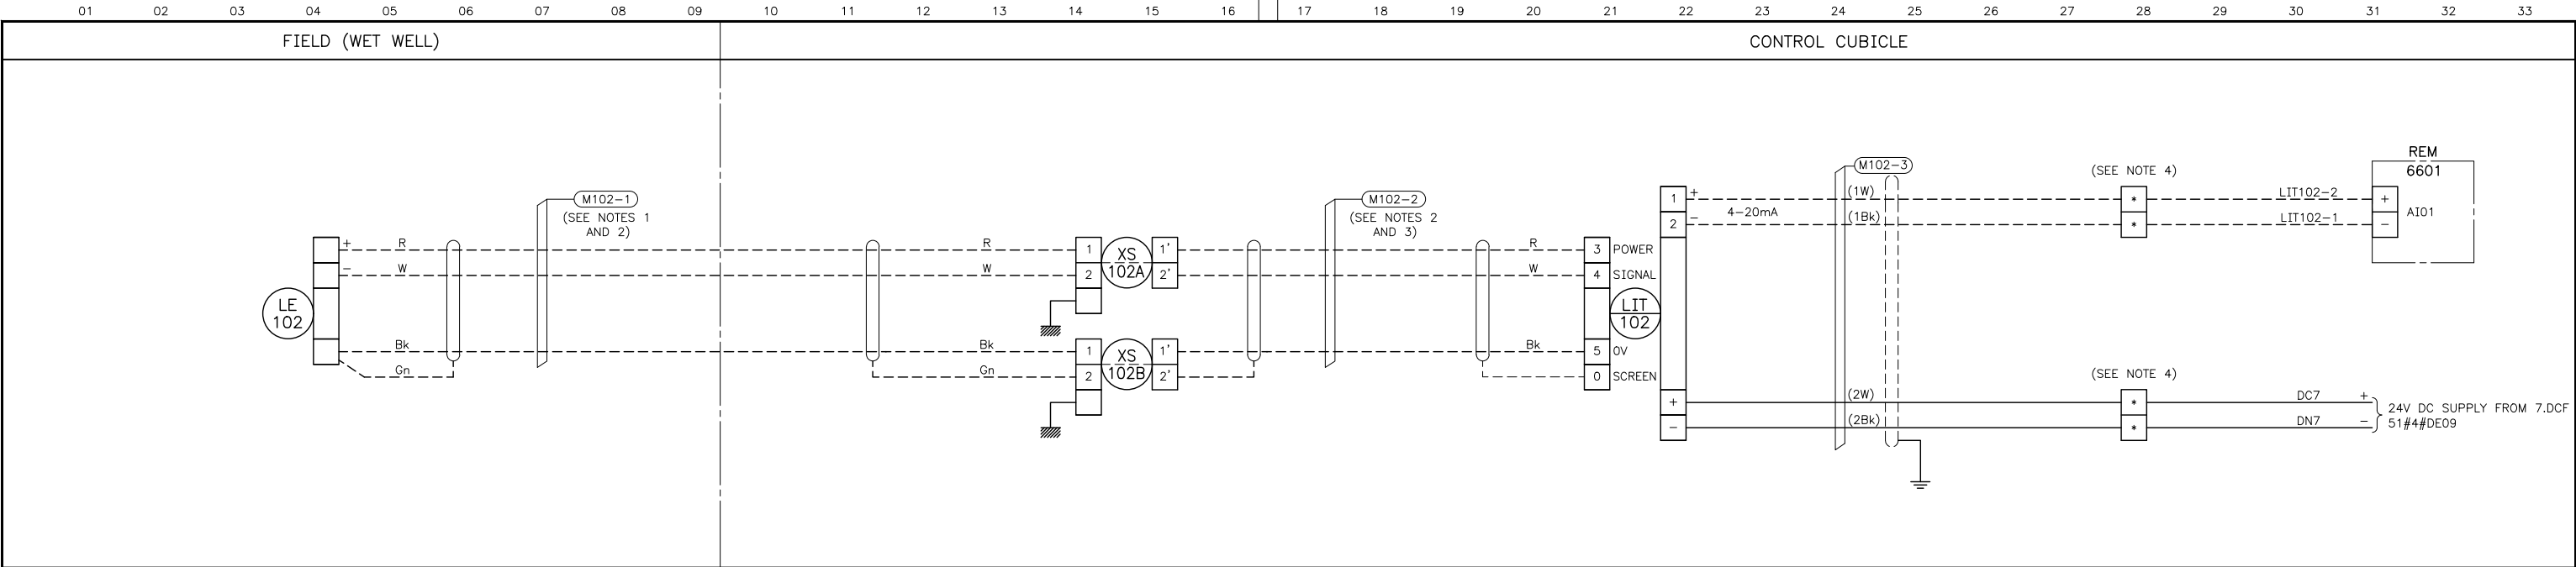 01 02 03 04 05 06 07 08 09 10 11 12 13 14 15 16 17 18 19 20 21 22 23 24 25 26 27 28 29 30 31 32 33
FIELD (WET WELL)
CONTROL CUBICLE
LE
102
+
R
−
W
Bk
Gn
M102-1
(SEE NOTES 1
AND 2)
R
W
Bk
Gn
1
2
XS
102A
1'
2'
1
2
XS
102B
1'
2'
M102-2
(SEE NOTES 2
AND 3)
R
W
Bk
3 POWER
4 SIGNAL
5 0V
0 SCREEN
LIT
102
1 +
2 −
4-20mA
+
−
M102-3
(1W)
(1Bk)
(2W)
(2Bk)
(SEE NOTE 4)
*
*
LIT102-2
LIT102-1
REM
6601
+
−
AI01
(SEE NOTE 4)
*
*
DC7 +
DN7 −
24V DC SUPPLY FROM 7.DCF
51#4#DE09